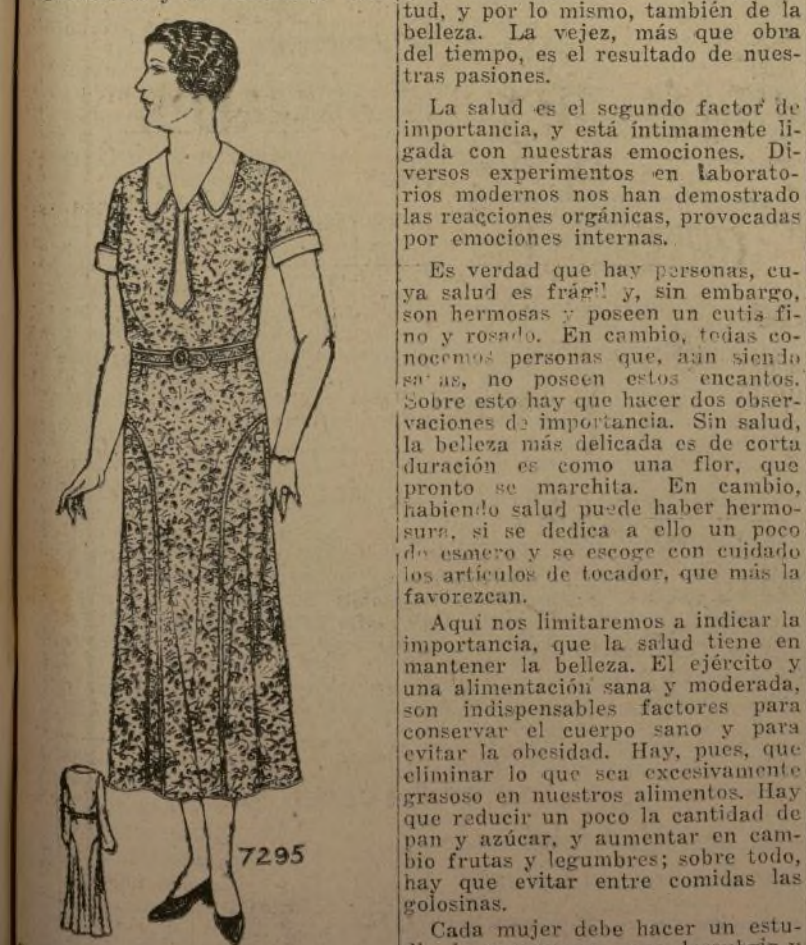 tud, y por lo mismo, también de la
belleza. La vejez, más que obra
del tiempo, es el resultado de nues-
tras pasiones.
La salud es el segundo factor de
importancia, y está íntimamente li-
gada con nuestras emociones. Di-
versos experimentos en laborato-
rios modernos nos han demostrado
las reacciones orgánicas, provocadas
por emociones internas.
Es verdad que hay personas, cu-
ya salud es frágil y, sin embargo,
son hermosas y poseen un cutis fi-
no y rosado. En cambio, todas co-
nocemos personas que, aun siendo
sanas, no poseen estos encantos.
Sobre esto hay que hacer dos obser-
vaciones de importancia. Sin salud,
la belleza más delicada es de corta
duración es como una flor, que
pronto se marchita. En cambio,
habiendo salud puede haber hermo-
sura, si se dedica a ello un poco
de esmero y se escoge con cuidado
los artículos de tocador, que más la
favorezcan.
Aquí nos limitaremos a indicar la
importancia, que la salud tiene en
mantener la belleza. El ejército y
una alimentación sana y moderada,
son indispensables factores para
conservar el cuerpo sano y para
evitar la obesidad. Hay, pues, que
eliminar lo que sea excesivamente
grasoso en nuestros alimentos. Hay
que reducir un poco la cantidad de
pan y azúcar, y aumentar en cam-
bio frutas y legumbres; sobre todo,
hay que evitar entre comidas las
golosinas.
Cada mujer debe hacer un estu-
7295